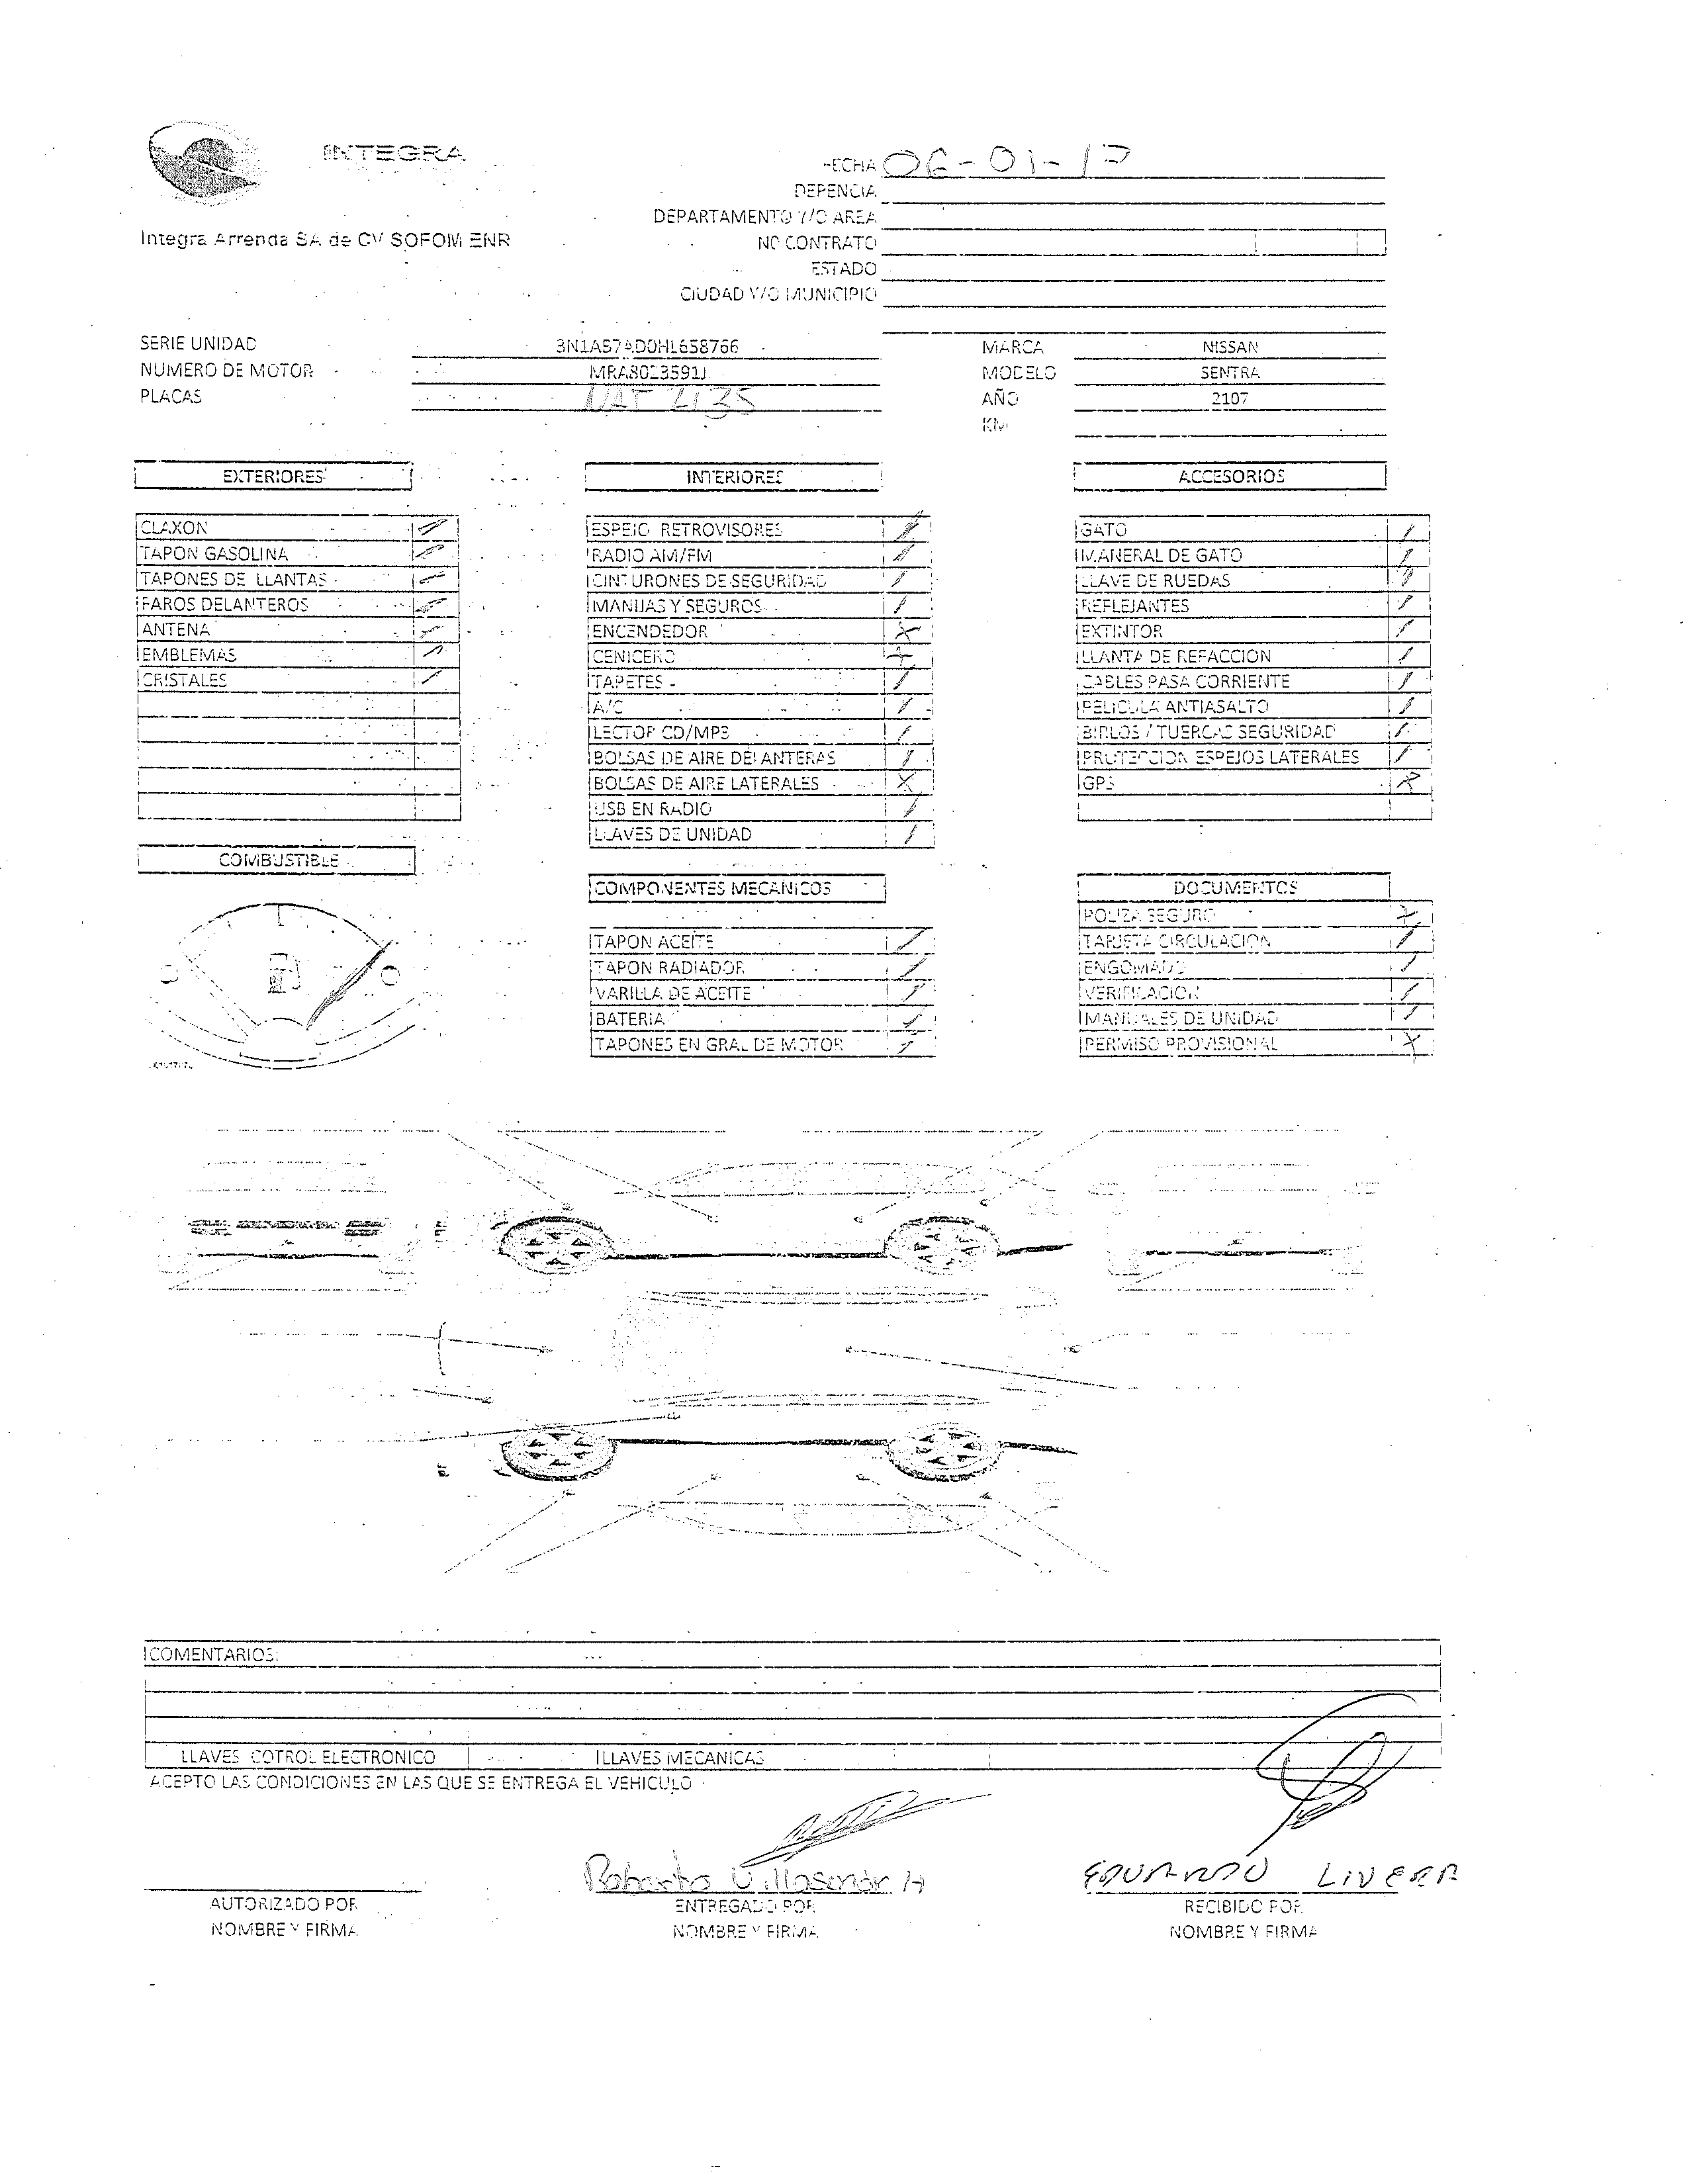 INTEGRA
Integra Arrenda SA de CV SOFOM ENR
FECHA 06-01-17
DEPENCIA
DEPARTAMENTO Y/O AREA
NO CONTRATO
ESTADO
CIUDAD Y/O MUNICIPIO
SERIE UNIDAD 3N1AB7AD0HL658766
NUMERO DE MOTOR MRA8023591J
PLACAS 2135
MARCA NISSAN
MODELO SENTRA
AÑO 2107
KM
EXTERIORES
CLAXON
TAPON GASOLINA
TAPONES DE LLANTAS
FAROS DELANTEROS
ANTENA
EMBLEMAS
CRISTALES
COMBUSTIBLE
INTERIORES
ESPEJO RETROVISORES
RADIO AM/FM
CINTURONES DE SEGURIDAD
MANIJAS Y SEGUROS
ENCENDEDOR X
CENICERO X
TAPETES
A/C
LECTOR CD/MP3
BOLSAS DE AIRE DELANTERAS
BOLSAS DE AIRE LATERALES X
USB EN RADIO
LLAVES DE UNIDAD
COMPONENTES MECANICOS
TAPON ACEITE
TAPON RADIADOR
VARILLA DE ACEITE
BATERIA
TAPONES EN GRAL DE MOTOR
ACCESORIOS
GATO
MANERAL DE GATO
LLAVE DE RUEDAS
REFLEJANTES
EXTINTOR
LLANTA DE REFACCION
CABLES PASA CORRIENTE
PELICULA ANTIASALTO
BIRLOS / TUERCAS SEGURIDAD
PROTECCION ESPEJOS LATERALES
GPS X
DOCUMENTOS
POLIZA SEGURO X
TARJETA CIRCULACION
ENGOMADO
VERIFICACION
MANUALES DE UNIDAD
PERMISO PROVISIONAL X
COMENTARIOS:
LLAVES COTROL ELECTRONICO LLAVES MECANICAS
ACEPTO LAS CONDICIONES EN LAS QUE SE ENTREGA EL VEHICULO
AUTORIZADO POR
NOMBRE Y FIRMA
Roberto Villasenor H
ENTREGADO POR
NOMBRE Y FIRMA
EDUARDO LIVERA
RECIBIDO POR
NOMBRE Y FIRMA